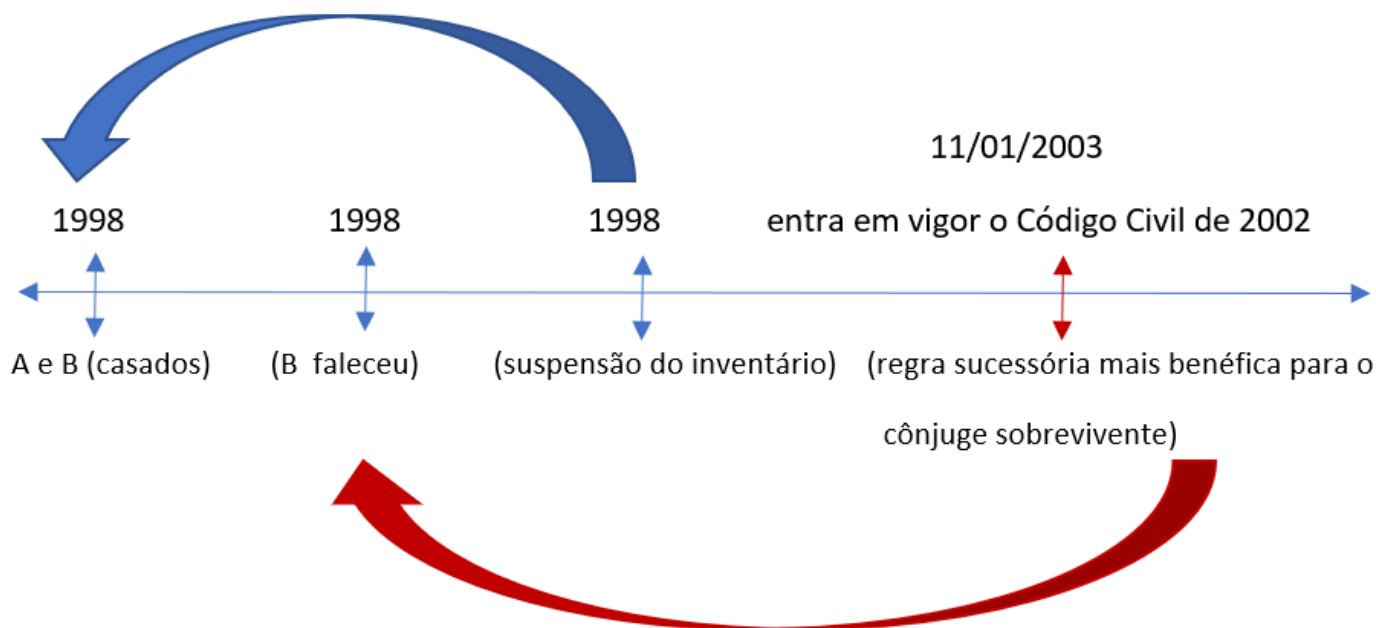 11/01/2003
1998 1998 1998 entra em vigor o Código Civil de 2002
A e B (casados) (B faleceu) (suspensão do inventário) (regra sucessória mais benéfica para o
cônjuge sobrevivente)